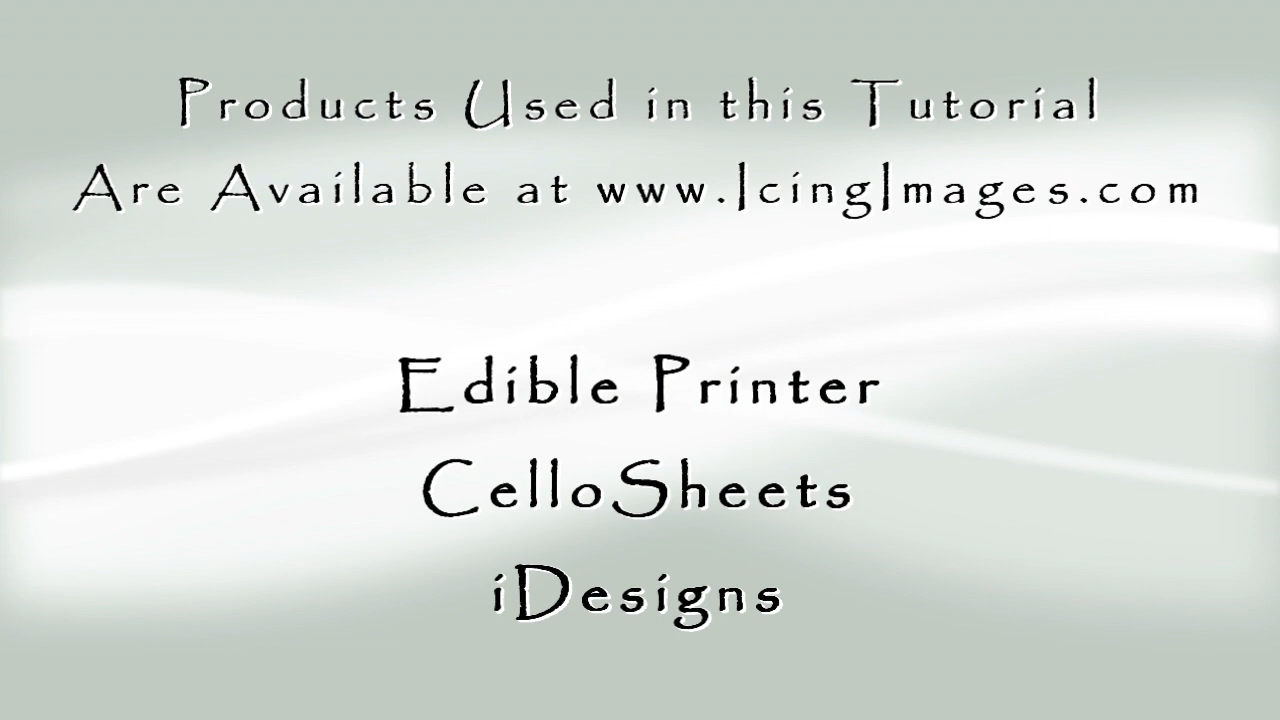 Products Used in this Tutorial
Are Available at www.IcingImages.com
Edible Printer
CelloSheets
iDesigns